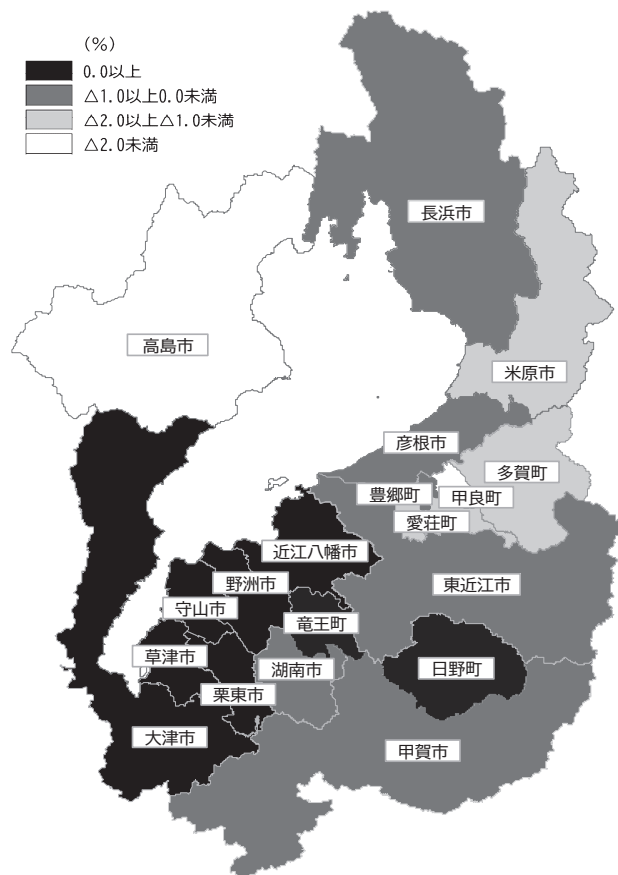 (%)
0.0以上
△1.0以上0.0未満
△2.0以上△1.0未満
△2.0未満
長浜市
高島市
米原市
彦根市
多賀町
豊郷町
甲良町
愛荘町
近江八幡市
野洲市
東近江市
守山市
竜王町
草津市
湖南市
日野町
栗東市
大津市
甲賀市